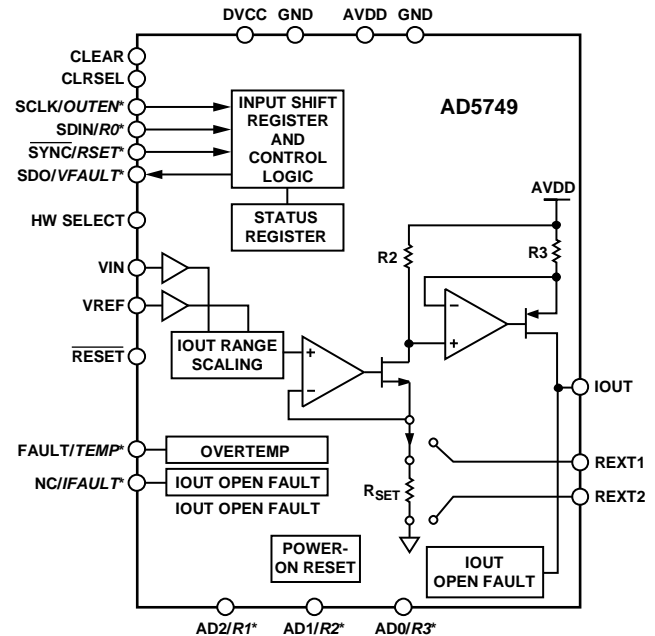 DVCC GND AVDD GND
CLEAR
CLRSEL
SCLK/OUTEN*
SDIN/R0*
SYNC/RSET*
SDO/VFAULT*
HW SELECT
VIN
VREF
RESET
FAULT/TEMP*
NC/IFAULT*
INPUT SHIFT
REGISTER
AND
CONTROL
LOGIC
STATUS
REGISTER
AD5749
AVDD
R2
R3
IOUT RANGE
SCALING
+
−
−
+
IOUT
REXT1
REXT2
RSET
OVERTEMP
IOUT OPEN FAULT
IOUT OPEN FAULT
POWER-
ON RESET
IOUT
OPEN FAULT
AD2/R1* AD1/R2* AD0/R3*